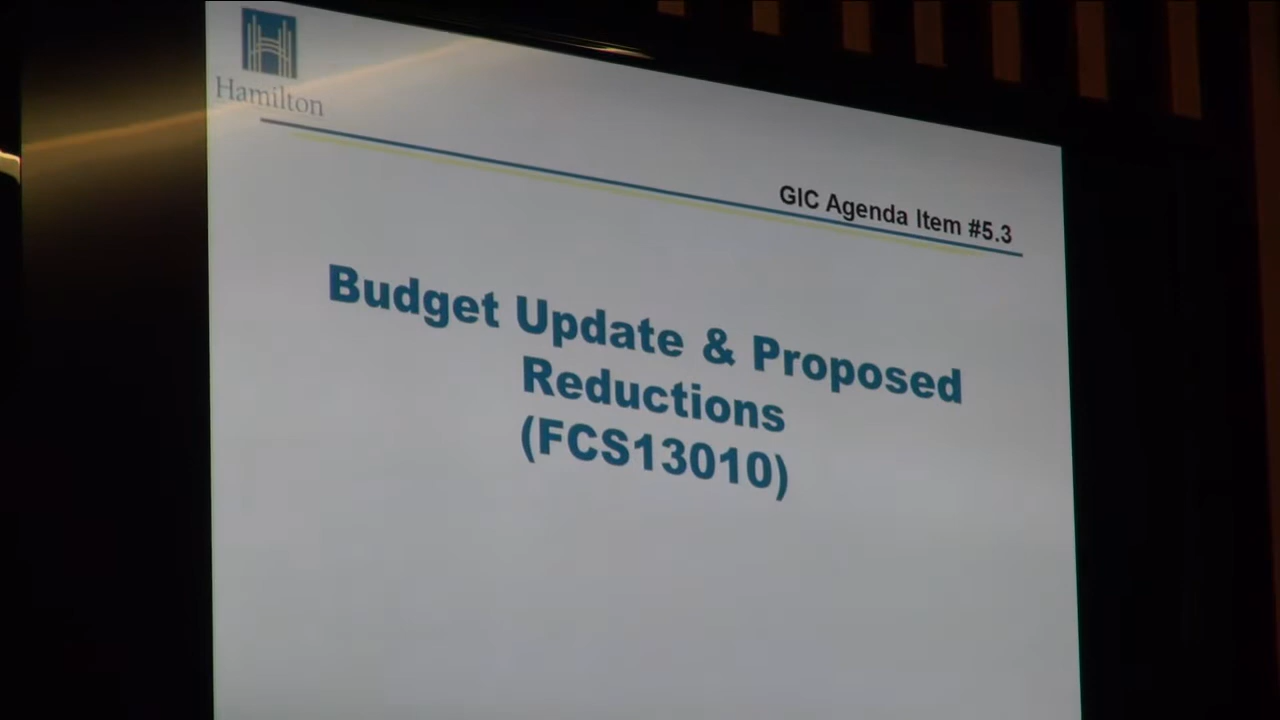 Hamilton
GIC Agenda Item #5.3
Budget Update & Proposed
Reductions
(FCS13010)